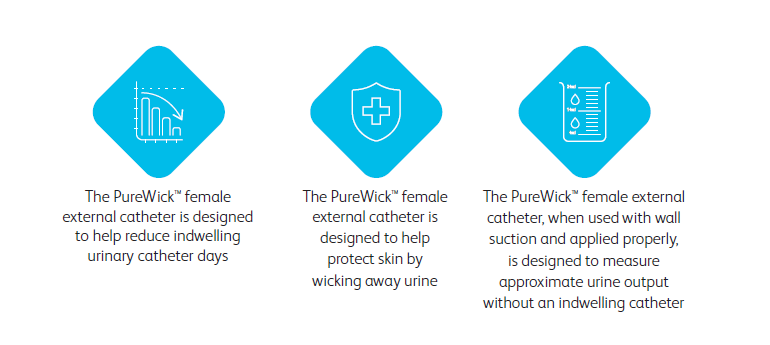 The PureWick™ female
external catheter is designed
to help reduce indwelling
urinary catheter days
The PureWick™ female
external catheter is
designed to help
protect skin by
wicking away urine
The PureWick™ female external
catheter, when used with wall
suction and applied properly,
is designed to measure
approximate urine output
without an indwelling catheter